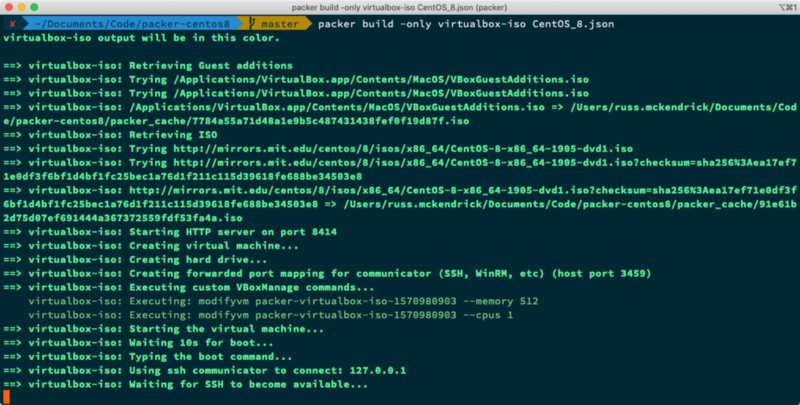 packer build -only virtualbox-iso CentOS_8.json (packer)
⌥⌘1
✘ ~/Documents/Code/packer-centos8 master packer build -only virtualbox-iso CentOS_8.json
virtualbox-iso output will be in this color.
==> virtualbox-iso: Retrieving Guest additions
==> virtualbox-iso: Trying /Applications/VirtualBox.app/Contents/MacOS/VBoxGuestAdditions.iso
==> virtualbox-iso: Trying /Applications/VirtualBox.app/Contents/MacOS/VBoxGuestAdditions.iso
==> virtualbox-iso: /Applications/VirtualBox.app/Contents/MacOS/VBoxGuestAdditions.iso => /Users/russ.mckendrick/Documents/Cod
e/packer-centos8/packer_cache/7784a55a71d48a1e9b5c487431438fef0f19d87f.iso
==> virtualbox-iso: Retrieving ISO
==> virtualbox-iso: Trying http://mirrors.mit.edu/centos/8/isos/x86_64/CentOS-8-x86_64-1905-dvd1.iso
==> virtualbox-iso: Trying http://mirrors.mit.edu/centos/8/isos/x86_64/CentOS-8-x86_64-1905-dvd1.iso?checksum=sha256%3Aea17ef7
1e0df3f6bf1d4bf1fc25bec1a76d1f211c115d39618fe688be34503e8
==> virtualbox-iso: http://mirrors.mit.edu/centos/8/isos/x86_64/CentOS-8-x86_64-1905-dvd1.iso?checksum=sha256%3Aea17ef71e0df3f
6bf1d4bf1fc25bec1a76d1f211c115d39618fe688be34503e8 => /Users/russ.mckendrick/Documents/Code/packer-centos8/packer_cache/91e61b
2d75d07ef691444a367372559fdf53fa4a.iso
==> virtualbox-iso: Starting HTTP server on port 8414
==> virtualbox-iso: Creating virtual machine...
==> virtualbox-iso: Creating hard drive...
==> virtualbox-iso: Creating forwarded port mapping for communicator (SSH, WinRM, etc) (host port 3459)
==> virtualbox-iso: Executing custom VBoxManage commands...
virtualbox-iso: Executing: modifyvm packer-virtualbox-iso-1570980903 --memory 512
virtualbox-iso: Executing: modifyvm packer-virtualbox-iso-1570980903 --cpus 1
==> virtualbox-iso: Starting the virtual machine...
==> virtualbox-iso: Waiting 10s for boot...
==> virtualbox-iso: Typing the boot command...
==> virtualbox-iso: Using ssh communicator to connect: 127.0.0.1
==> virtualbox-iso: Waiting for SSH to become available...